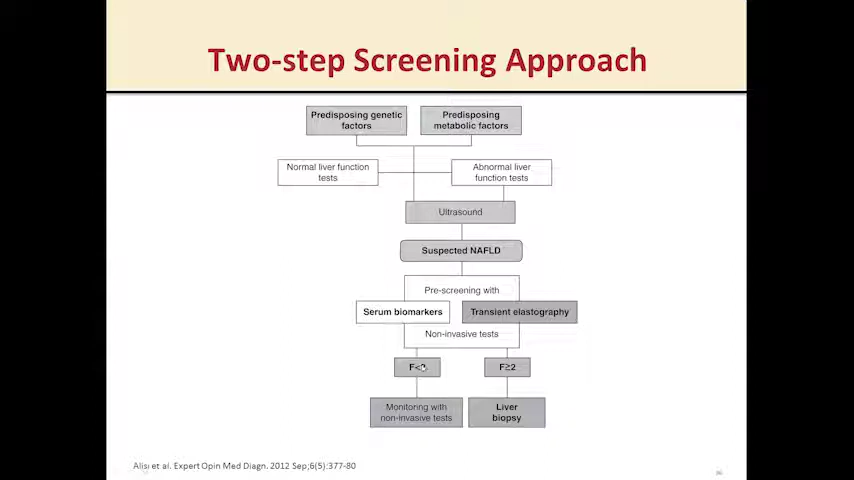 Two-step Screening Approach
Predisposing genetic
factors
Predisposing
metabolic factors
Normal liver function
tests
Abnormal liver
function tests
Ultrasound
Suspected NAFLD
Pre-screening with
Serum biomarkers
Transient elastography
Non-invasive tests
F≥2
Monitoring with
non-invasive tests
Liver
biopsy
Alisi et al. Expert Opin Med Diagn. 2012 Sep;6(5):377-80
36